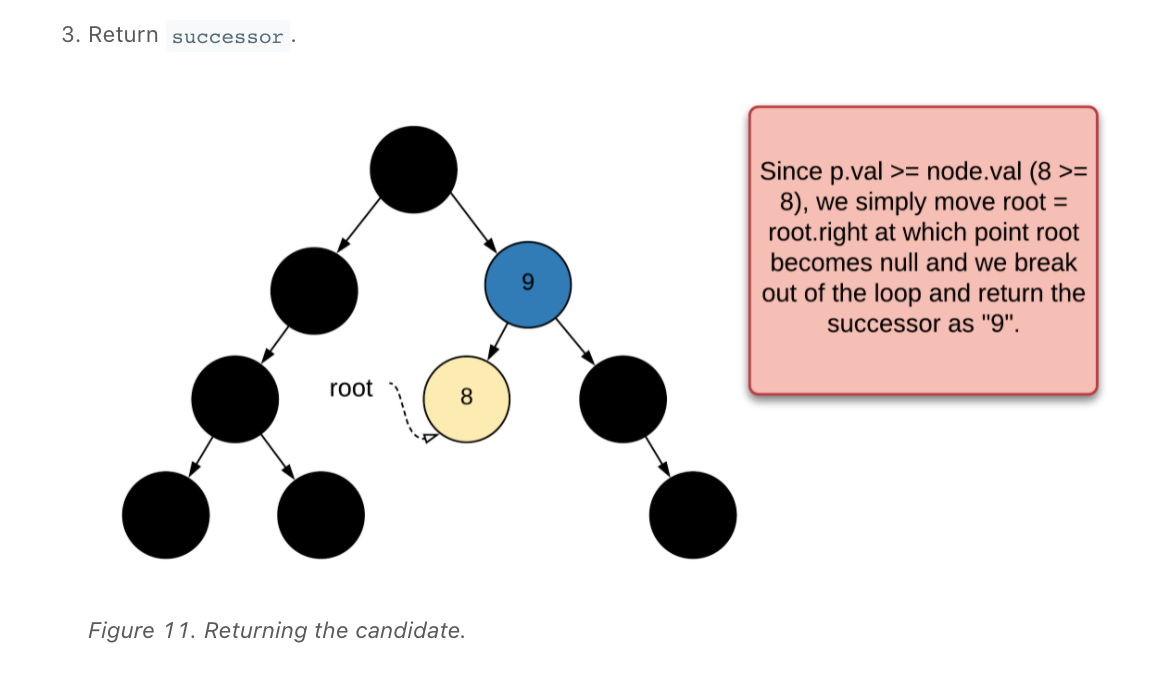 3. Return successor.
9
root
8
Since p.val >= node.val (8 >=
8), we simply move root =
root.right at which point root
becomes null and we break
out of the loop and return the
successor as "9".
Figure 11. Returning the candidate.